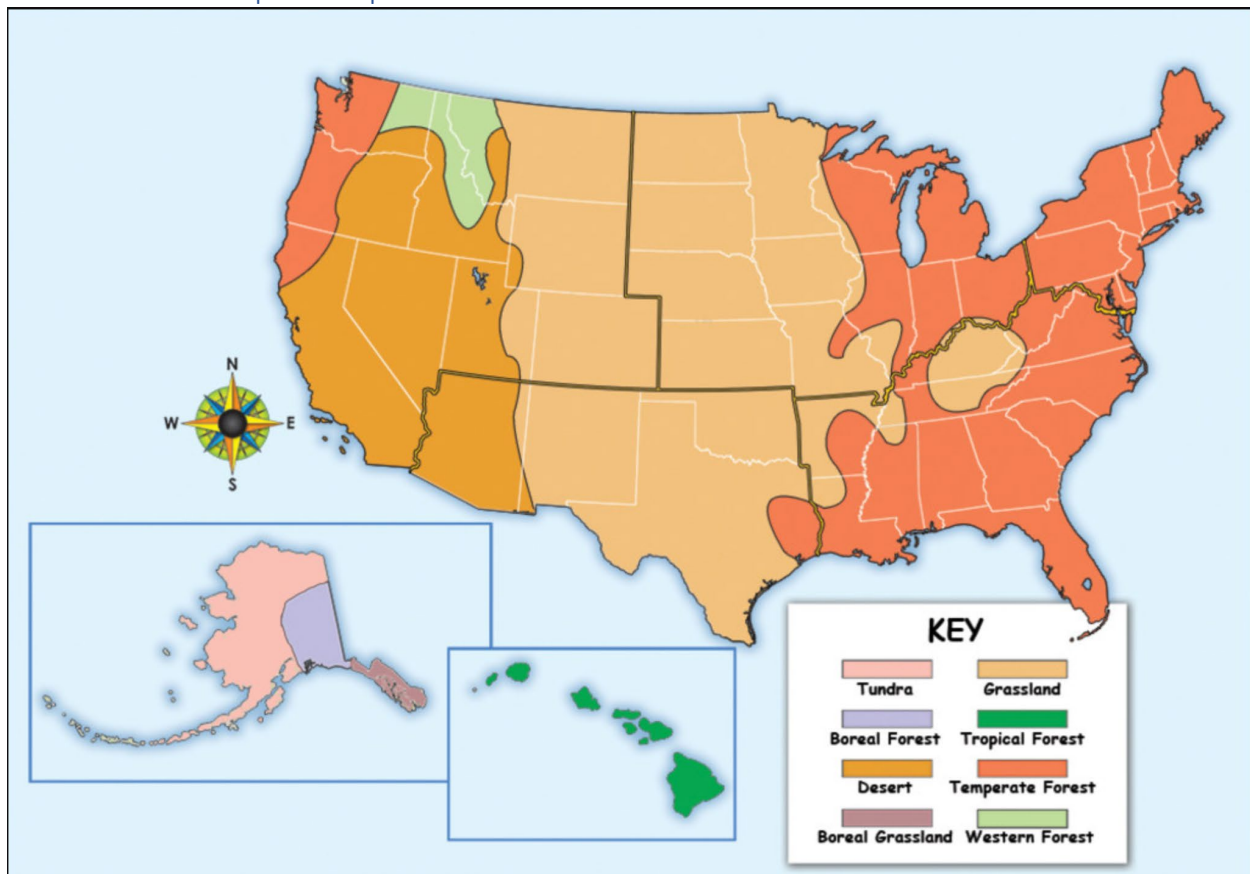 N
W E
S
KEY
Tundra Grassland
Boreal Forest Tropical Forest
Desert Temperate Forest
Boreal Grassland Western Forest